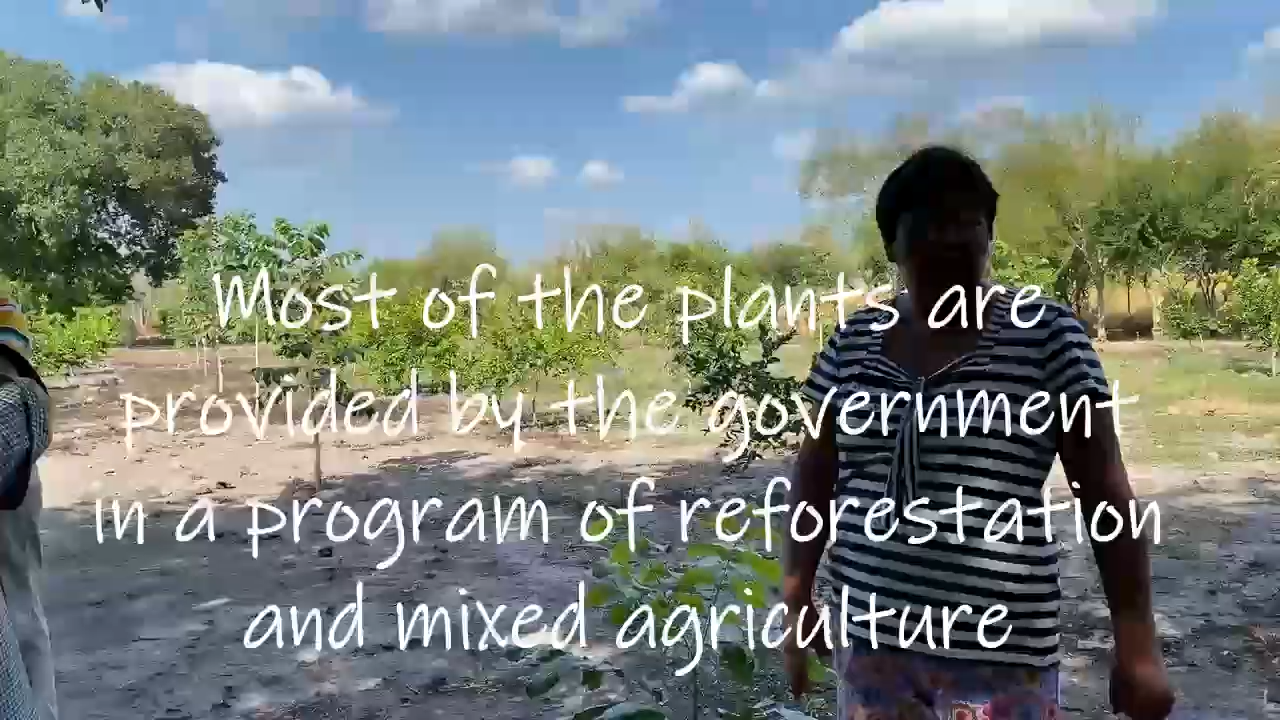 Most of the plants are
provided by the government
in a program of reforestation
and mixed agriculture